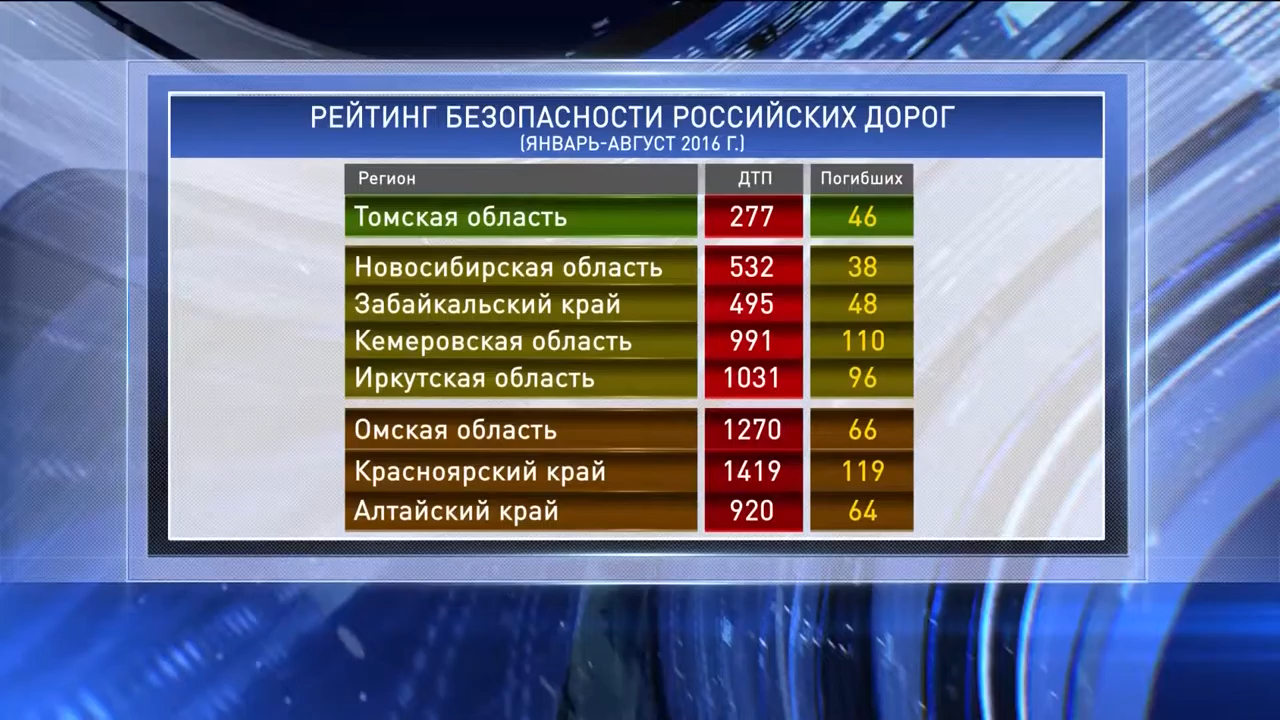 РЕЙТИНГ БЕЗОПАСНОСТИ РОССИЙСКИХ ДОРОГ
(ЯНВАРЬ-АВГУСТ 2016 Г.)
Регион ДТП Погибших
Томская область 277 46
Новосибирская область 532 38
Забайкальский край 495 48
Кемеровская область 991 110
Иркутская область 1031 96
Омская область 1270 66
Красноярский край 1419 119
Алтайский край 920 64